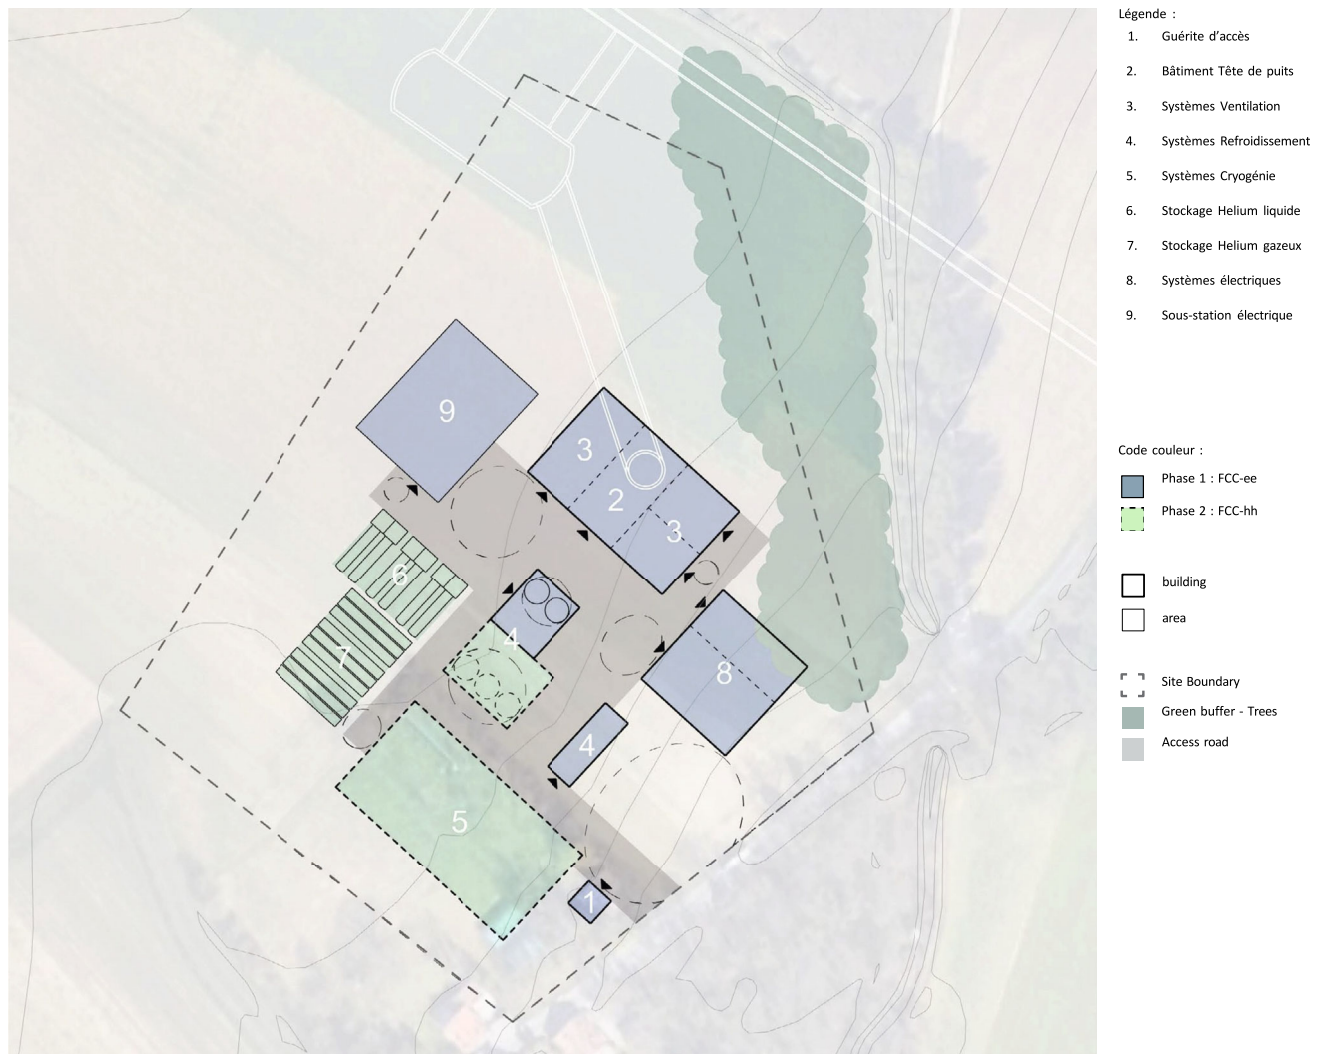 Légende :
1. Guérite d'accès
2. Bâtiment Tête de puits
3. Systèmes Ventilation
4. Systèmes Refroidissement
5. Systèmes Cryogénie
6. Stockage Helium liquide
7. Stockage Helium gazeux
8. Systèmes électriques
9. Sous-station électrique
Code couleur :
Phase 1 : FCC-ee
Phase 2 : FCC-hh
building
area
Site Boundary
Green buffer - Trees
Access road
9
3
2
3
6
4
7
8
4
5
1